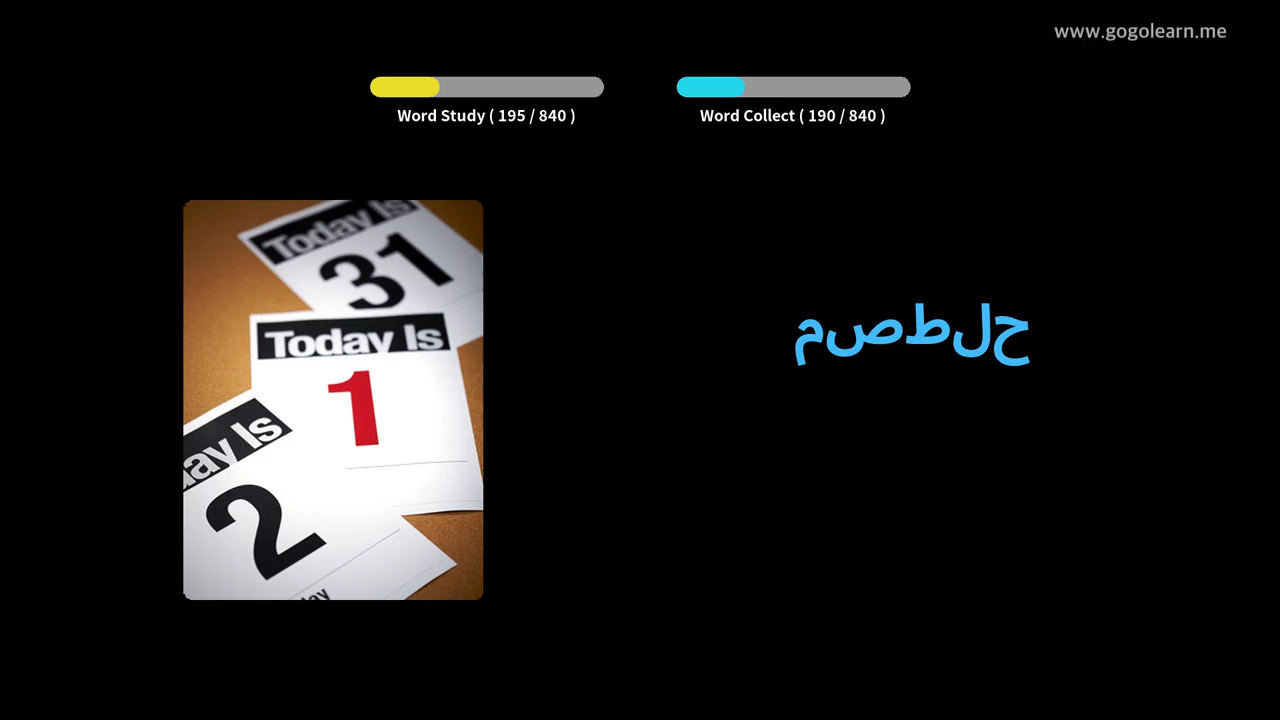 www.gogolearn.me
Word Study ( 195 / 840 )
Word Collect ( 190 / 840 )
Today Is
31
Today Is
1
day Is
2
مصطلح